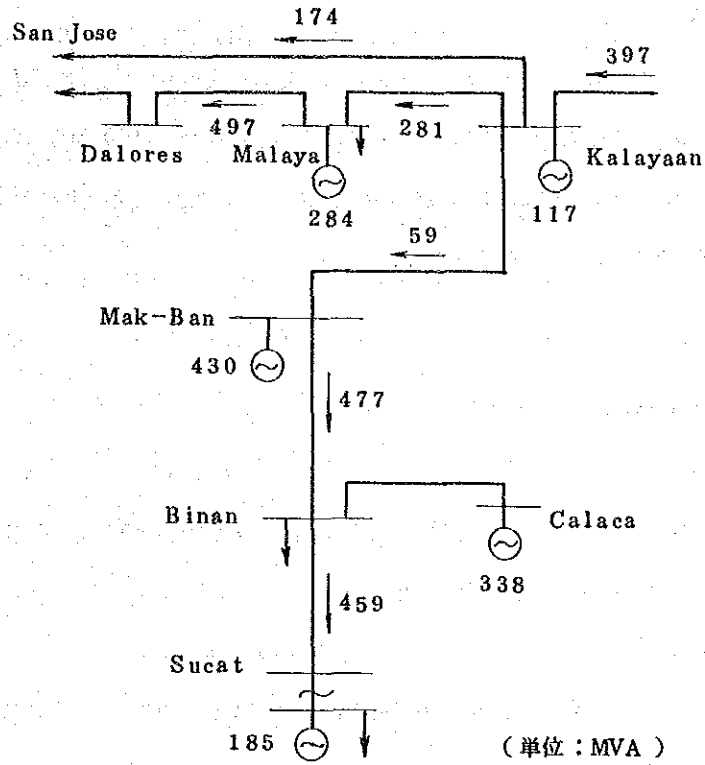 174
San Jose
397
497
281
Dalores
Malaya
Kalayaan
284
117
59
Mak-Ban
430
477
Binan
Calaca
338
459
Sucat
185
(単位:MVA)